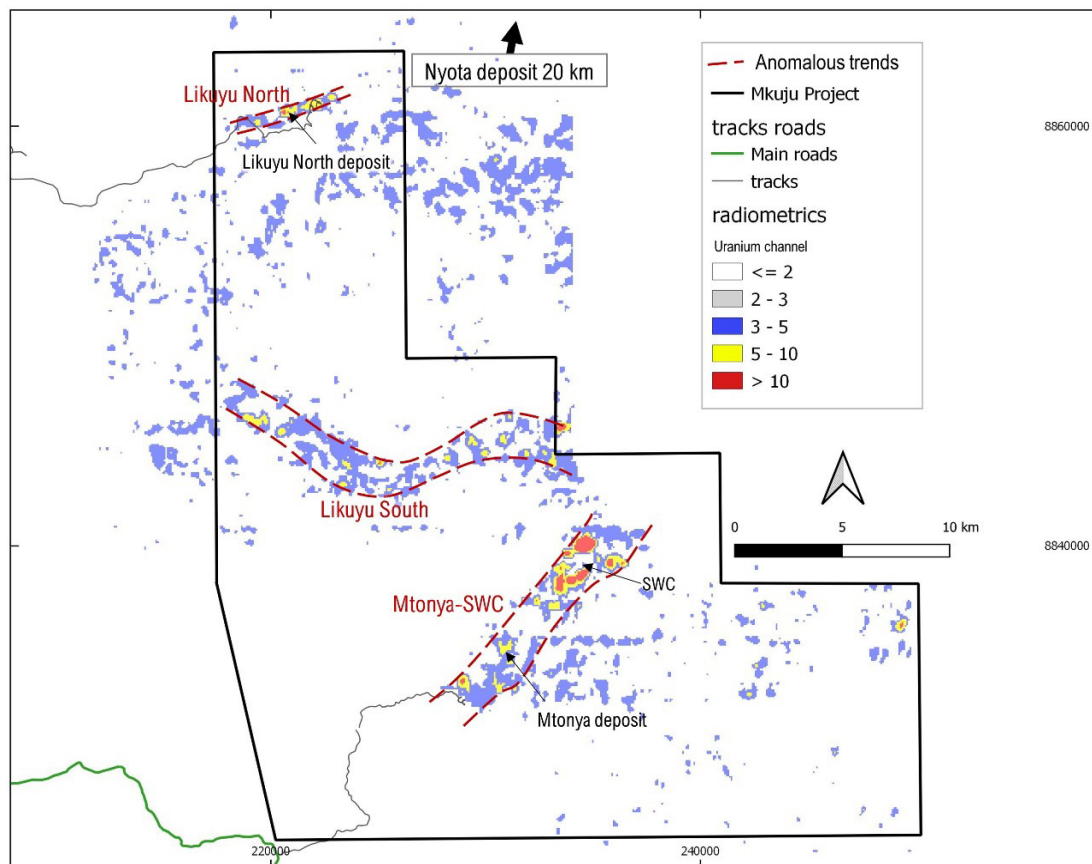 Nyota deposit 20 km
Likuyu North
Likuyu North deposit
Anomalous trends
Mkuju Project
tracks roads
Main roads
tracks
radiometrics
Uranium channel
<= 2
2 - 3
3 - 5
5 - 10
> 10
8860000
Likuyu South
0 5 10 km
8840000
SWC
Mtonya-SWC
Mtonya deposit
220000 240000